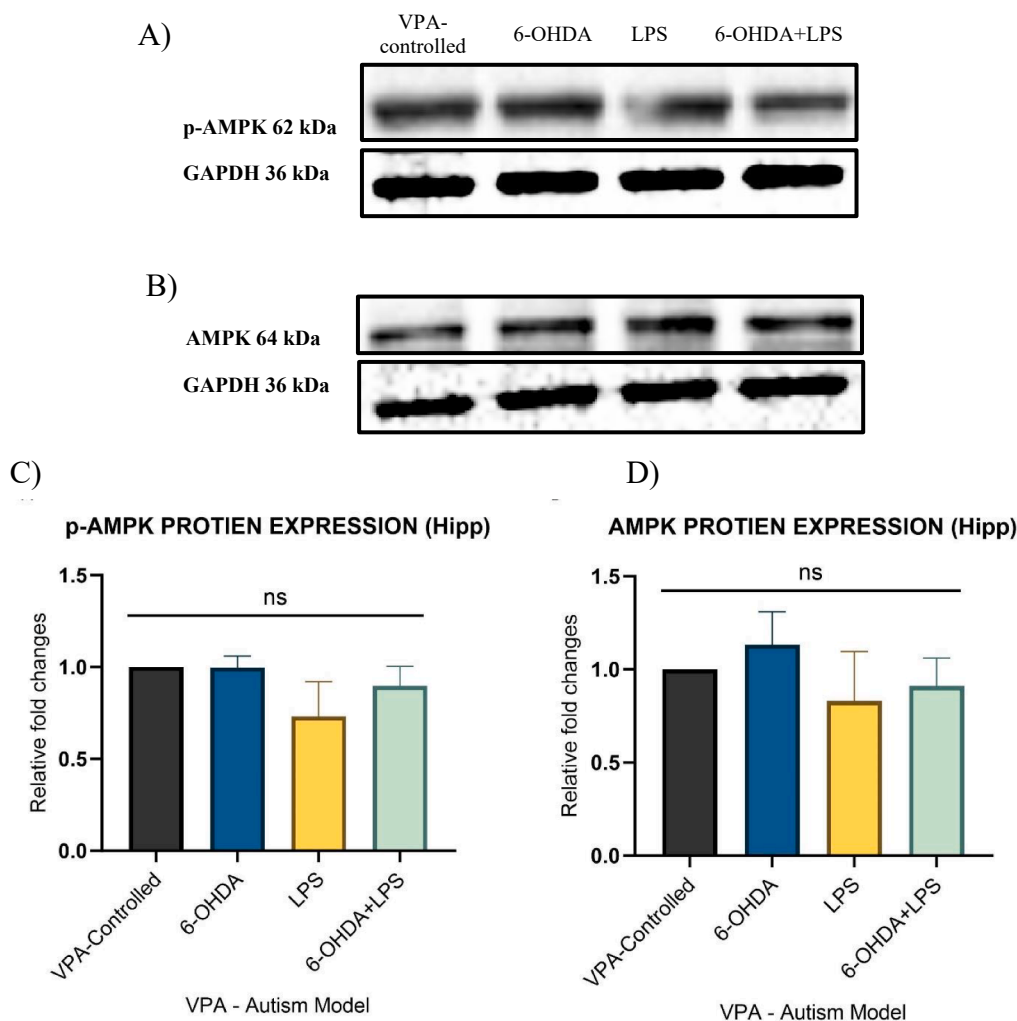 A)
VPA-
controlled
6-OHDA
LPS
6-OHDA+LPS
p-AMPK 62 kDa
GAPDH 36 kDa
B)
AMPK 64 kDa
GAPDH 36 kDa
C)
p-AMPK PROTIEN EXPRESSION (Hipp)
Relative fold changes
1.5
1.0
0.5
0.0
ns
VPA-Controlled
6-OHDA
LPS
6-OHDA+LPS
VPA - Autism Model
D)
AMPK PROTIEN EXPRESSION (Hipp)
Relative fold changes
1.5
1.0
0.5
0.0
ns
VPA-Controlled
6-OHDA
LPS
6-OHDA+LPS
VPA - Autism Model